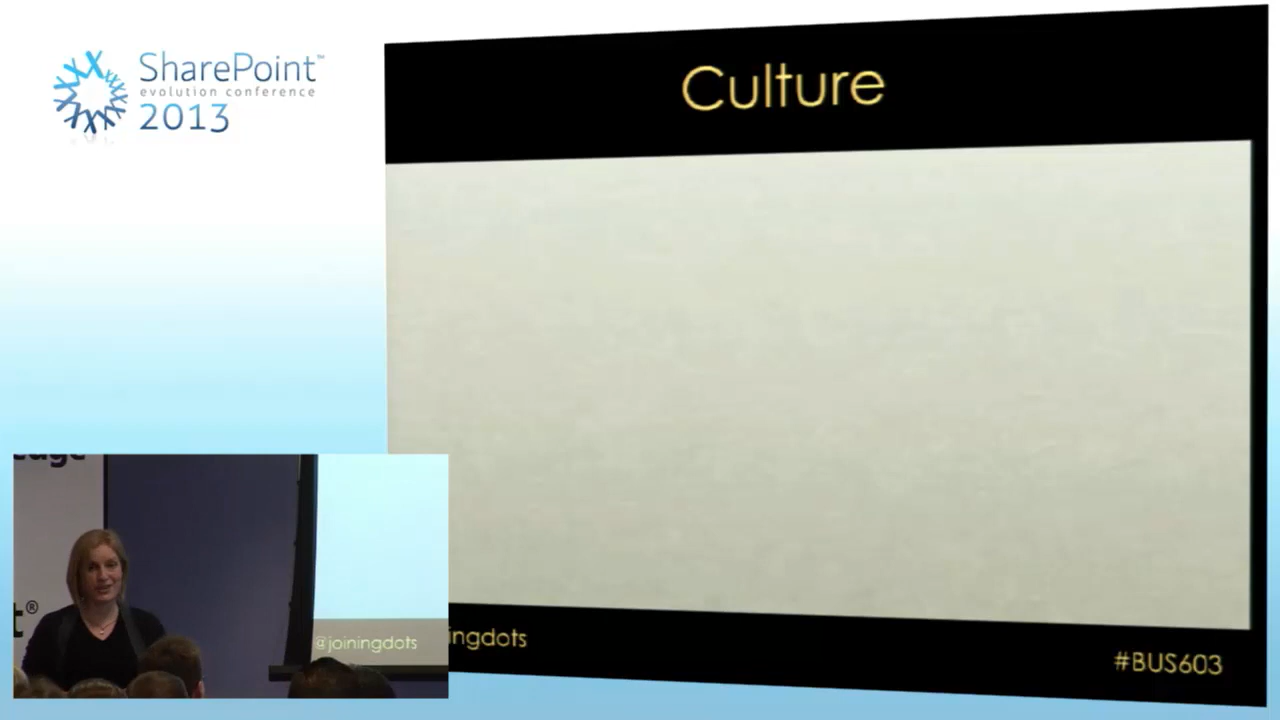 SharePoint™
evolution conference
2013
Culture
@joiningdots
ingdots
#BUS603